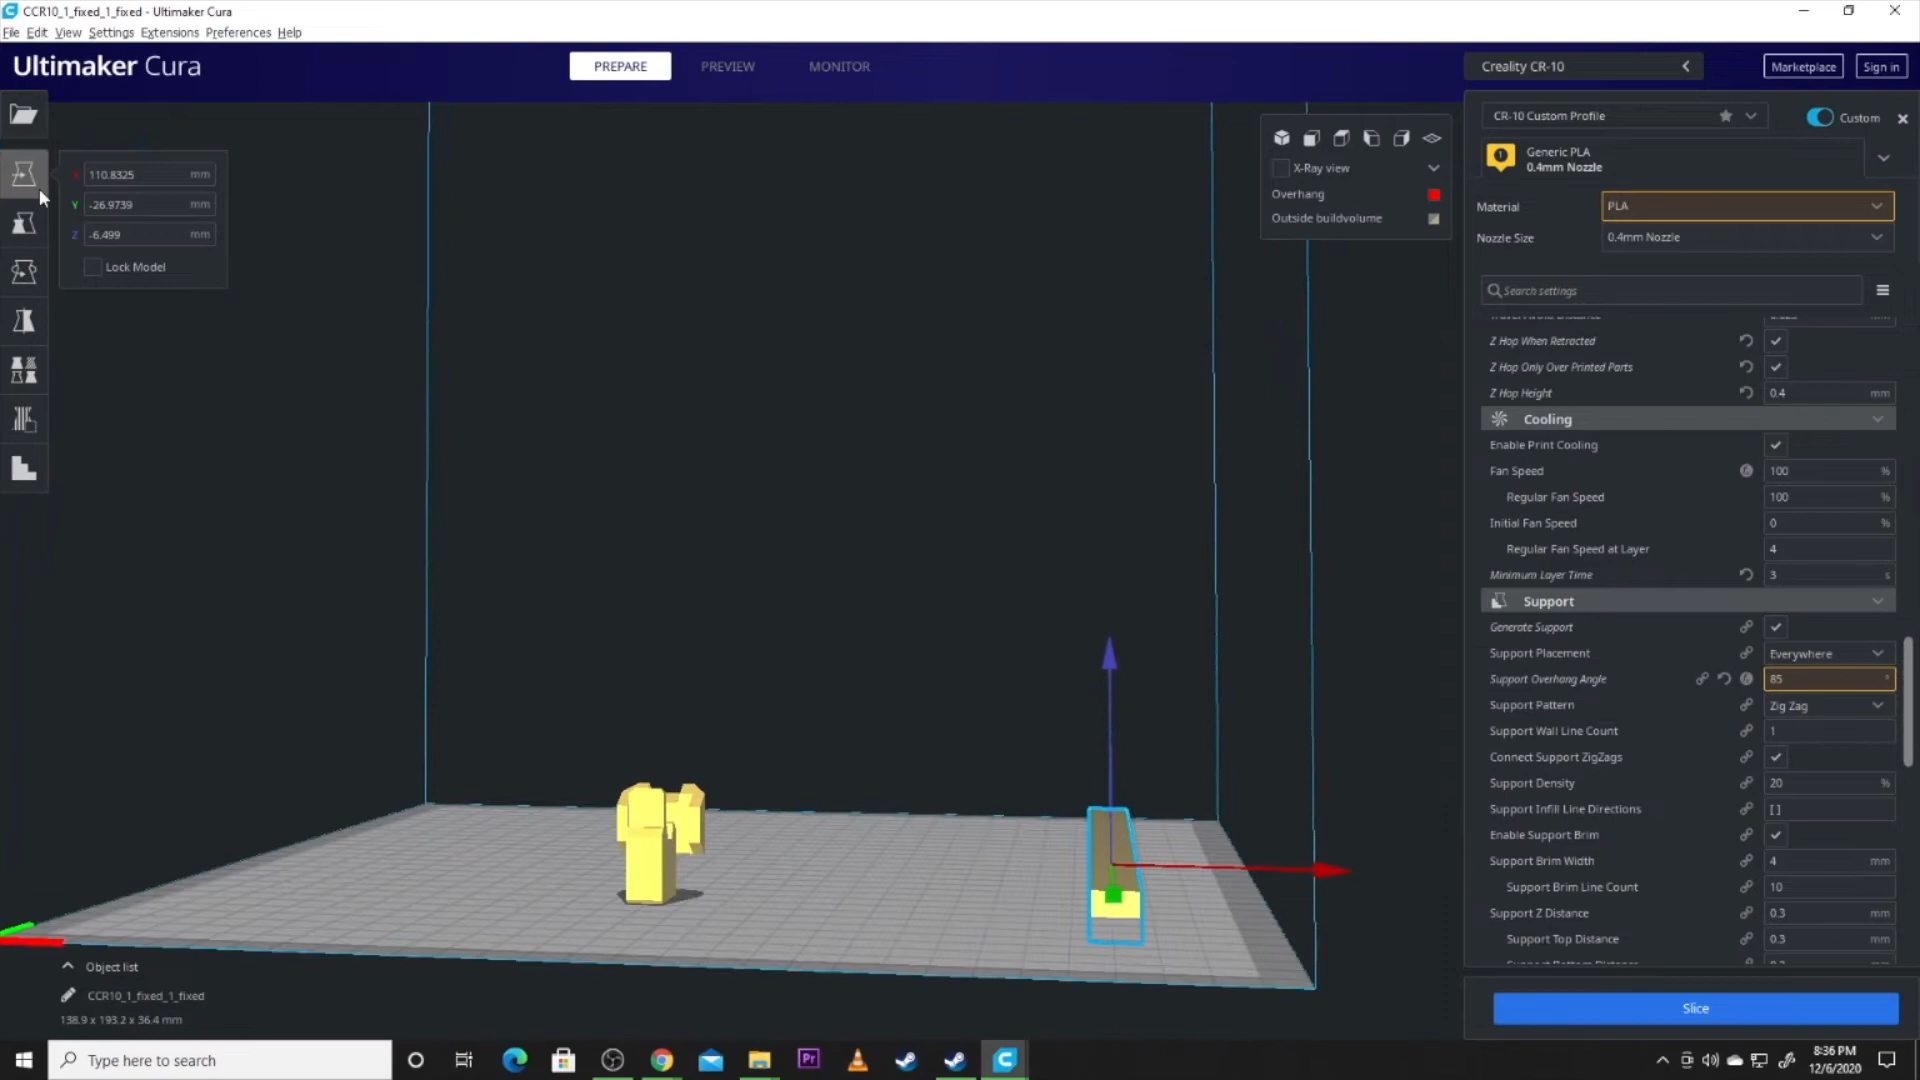 CCR10_1_fixed_1_fixed - Ultimaker Cura
File Edit View Settings Extensions Preferences Help
Ultimaker Cura
PREPARE
PREVIEW
MONITOR
Creality CR-10
Marketplace
Sign in
X 110.8325 mm
Y -26.9739 mm
Z -6.499 mm
Lock Model
X-Ray view
Overhang
Outside buildvolume
CR-10 Custom Profile
Custom
1
Generic PLA
0.4mm Nozzle
Material PLA
Nozzle Size 0.4mm Nozzle
Search settings
Z Hop When Retracted
Z Hop Only Over Printed Parts
Z Hop Height 0.4 mm
Cooling
Enable Print Cooling
Fan Speed 100 %
Regular Fan Speed 100 %
Initial Fan Speed 0 %
Regular Fan Speed at Layer 4
Minimum Layer Time 3 s
Support
Generate Support
Support Placement Everywhere
Support Overhang Angle 85 °
Support Pattern Zig Zag
Support Wall Line Count 1
Connect Support ZigZags
Support Density 20 %
Support Infill Line Directions [ ]
Enable Support Brim
Support Brim Width 4 mm
Support Brim Line Count 10
Support Z Distance 0.3 mm
Support Top Distance 0.3 mm
Object list
CCR10_1_fixed_1_fixed
138.9 x 193.2 x 36.4 mm
Slice
Type here to search
Pr
8:36 PM
12/6/2020